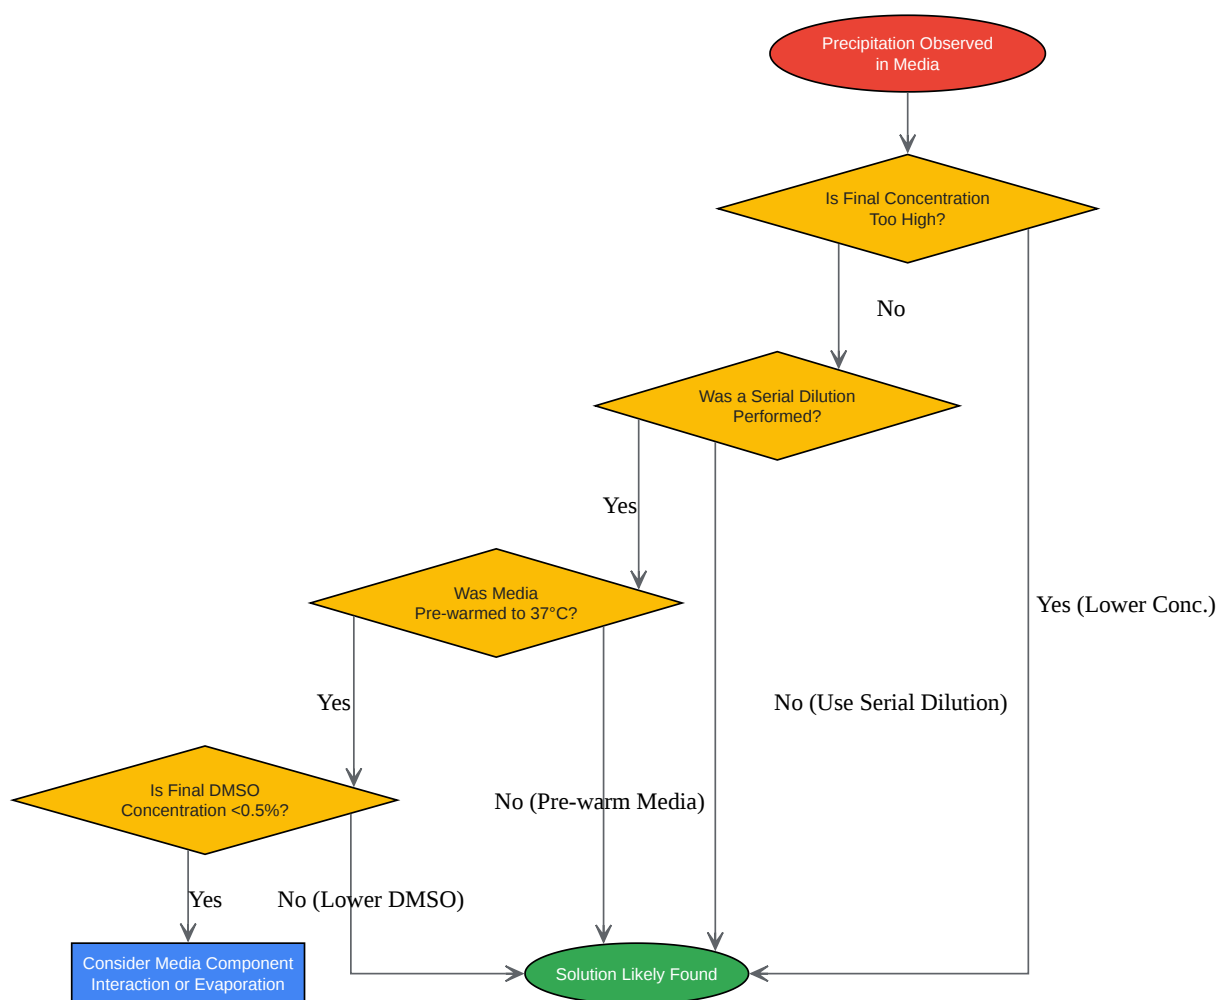 Precipitation Observed
in Media
Is Final Concentration
Too High?
No
Was a Serial Dilution
Performed?
Yes
Was Media
Pre-warmed to 37°C?
Yes (Lower Conc.)
Yes
No (Use Serial Dilution)
Is Final DMSO
Concentration <0.5%?
No (Pre-warm Media)
Yes
No (Lower DMSO)
Consider Media Component
Interaction or Evaporation
Solution Likely Found